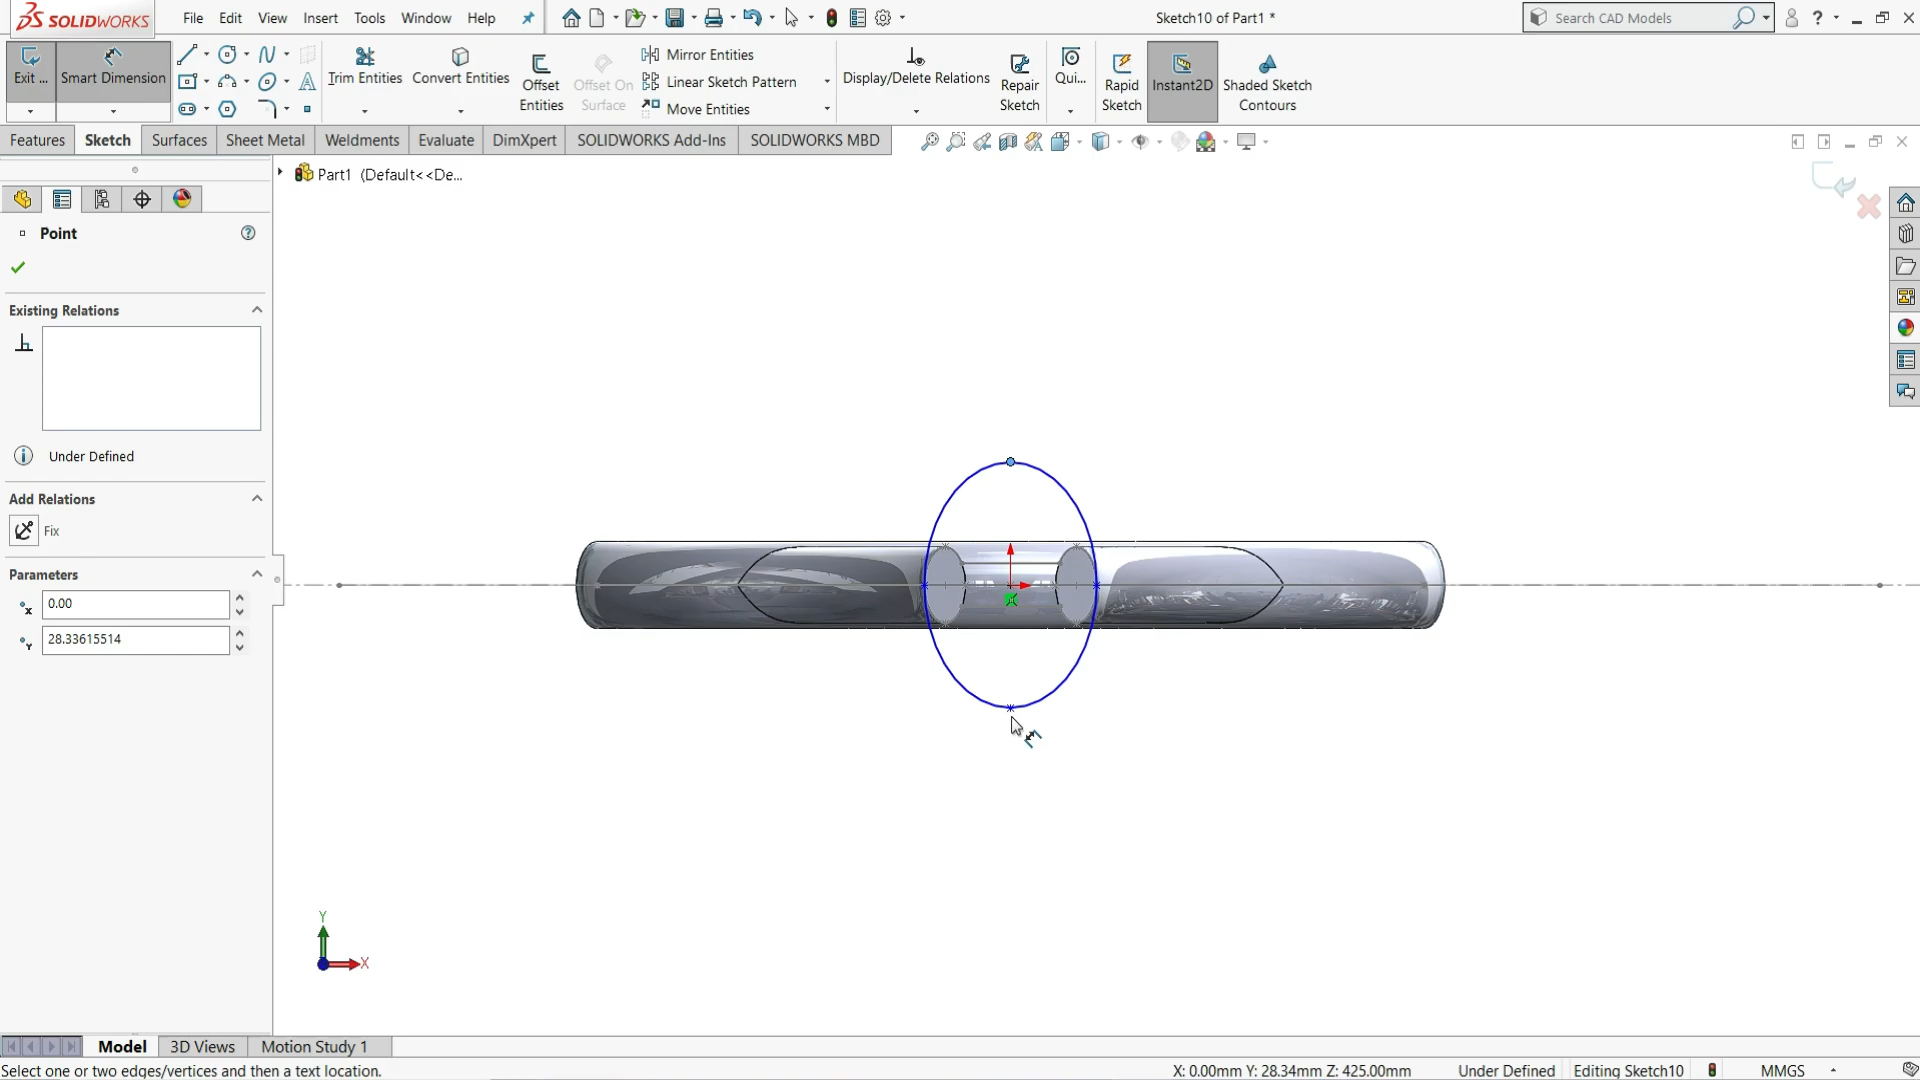 SOLIDWORKS File Edit View Insert Tools Window Help Sketch10 of Part1 * Search CAD Models ?
Exit ... Smart Dimension Trim Entities Convert Entities Offset Entities Offset On Surface Mirror Entities Linear Sketch Pattern Move Entities Display/Delete Relations Repair Sketch Qui... Rapid Sketch Instant2D Shaded Sketch Contours
Features Sketch Surfaces Sheet Metal Weldments Evaluate DimXpert SOLIDWORKS Add-Ins SOLIDWORKS MBD
Part1 (Default<<De...
Point
Existing Relations
Under Defined
Add Relations
Fix
Parameters
0.00
28.33615514
Y
X
Model 3D Views Motion Study 1
Select one or two edges/vertices and then a text location. X: 0.00mm Y: 28.34mm Z: 425.00mm Under Defined Editing Sketch10 MMGS